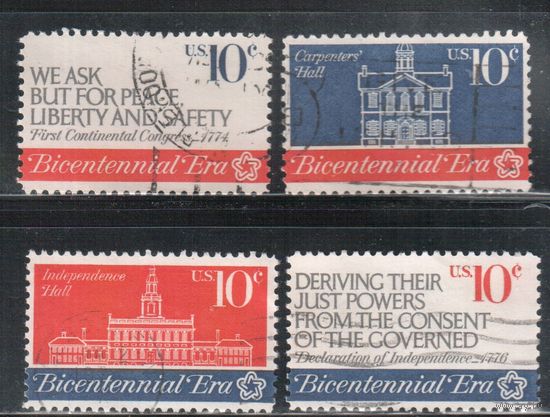 U.S. 10c
WE ASK
BUT FOR PEACE
LIBERTY AND SAFETY
First Continental Congress–1774
Bicentennial Era
Carpenters'
Hall
U.S. 10c
Bicentennial Era
Independence
Hall
U.S. 10c
Bicentennial Era
U.S. 10c
DERIVING THEIR
JUST POWERS
FROM THE CONSENT
OF THE GOVERNED
Declaration of Independence–1776
Bicentennial Era